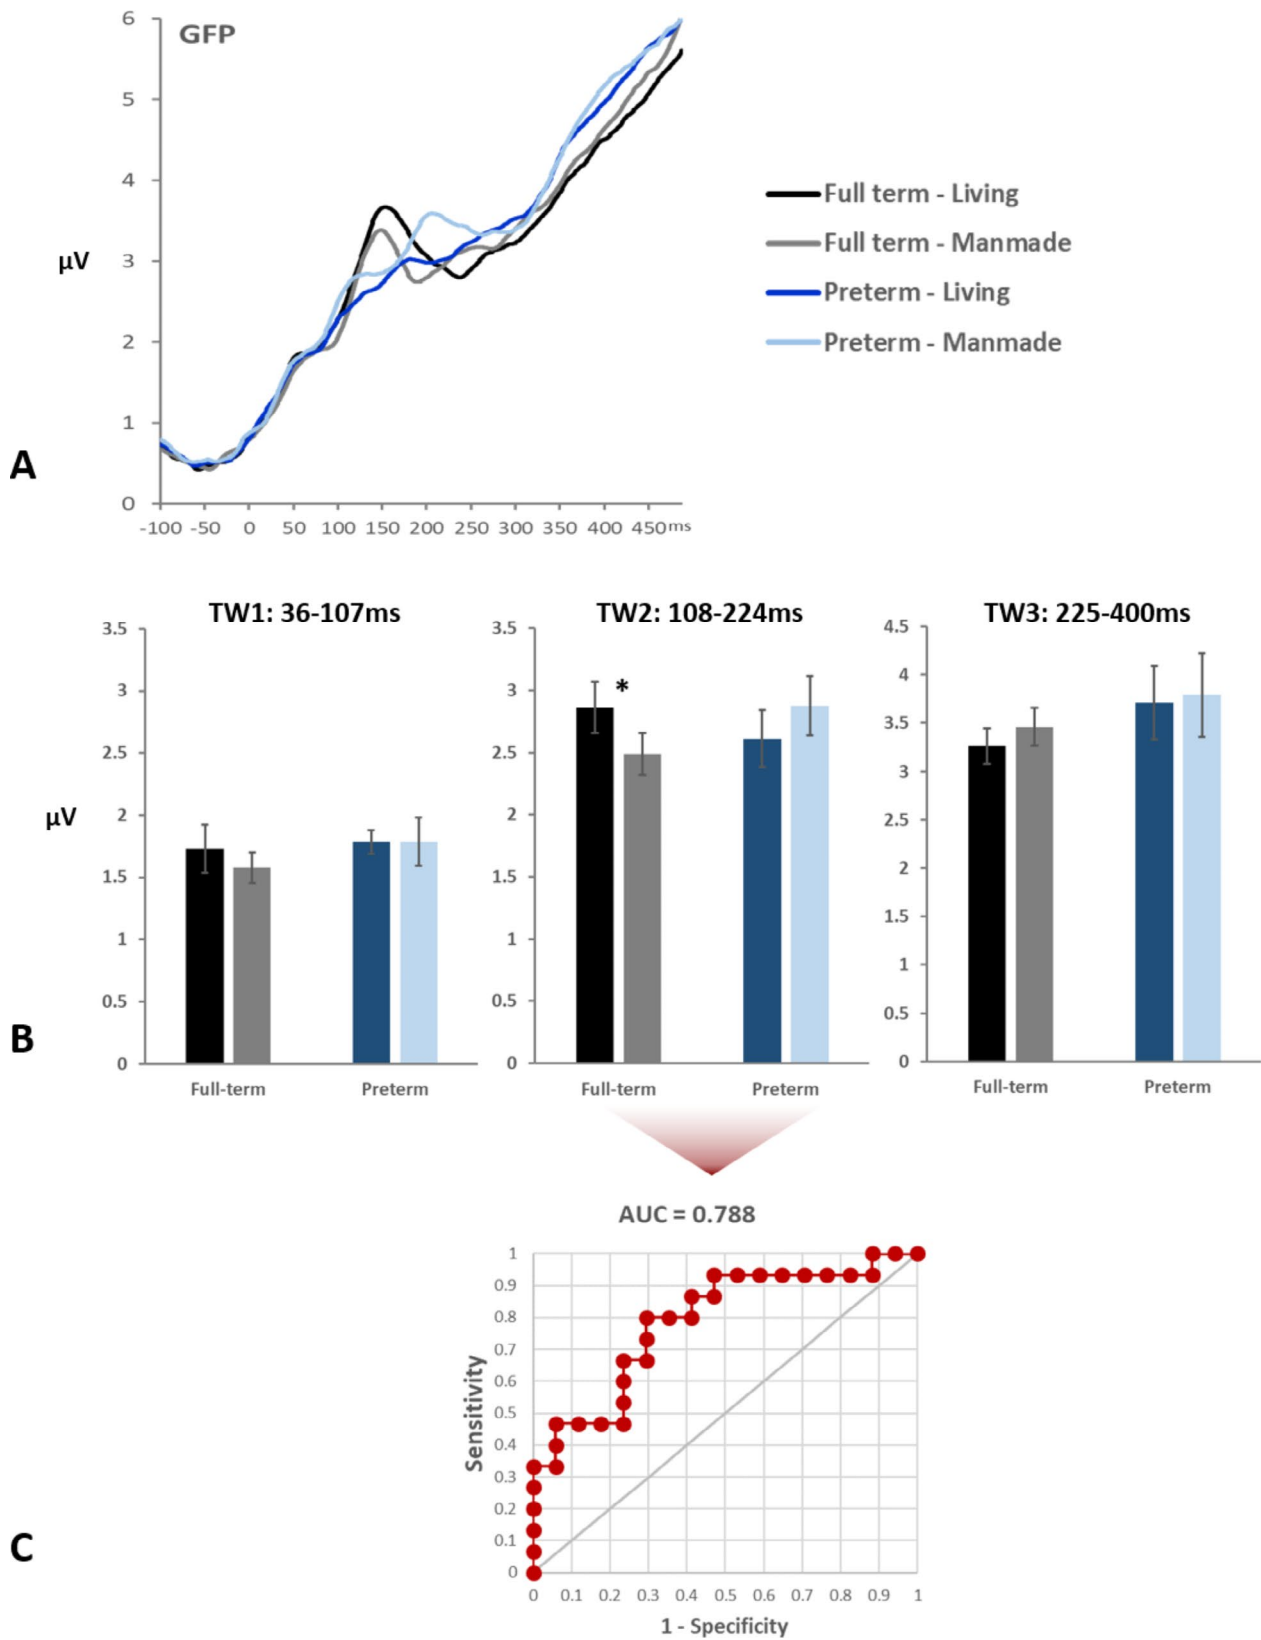 GFP
6
5
4
3
2
1
0
µV
-100 -50 0 50 100 150 200 250 300 350 400 450 ms
Full term - Living
Full term - Manmade
Preterm - Living
Preterm - Manmade
A
TW1: 36-107ms
3.5
3
2.5
2
1.5
1
0.5
0
µV
Full-term Preterm
TW2: 108-224ms
3.5
3
2.5
2
1.5
1
0.5
0
*
Full-term Preterm
TW3: 225-400ms
4.5
4
3.5
3
2.5
2
1.5
1
0.5
0
Full-term Preterm
B
AUC = 0.788
1
0.9
0.8
0.7
0.6
0.5
0.4
0.3
0.2
0.1
0
Sensitivity
0 0.1 0.2 0.3 0.4 0.5 0.6 0.7 0.8 0.9 1
1 - Specificity
C